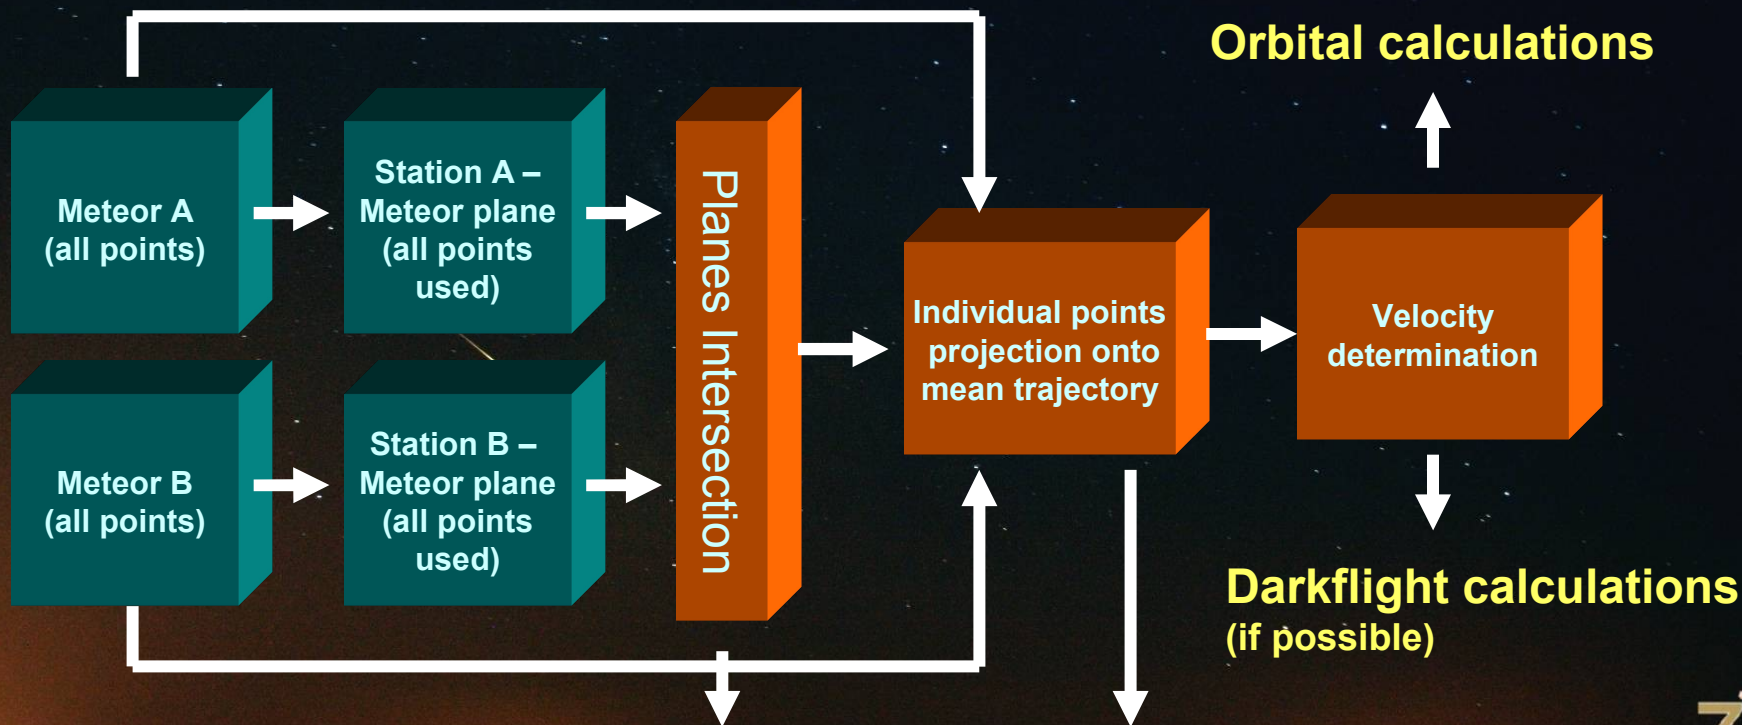 Orbital calculations
Meteor A
(all points)
Station A –
Meteor plane
(all points
used)
Planes Intersection
Individual points
projection onto
mean trajectory
Velocity
determination
Meteor B
(all points)
Station B –
Meteor plane
(all points
used)
Darkflight calculations
(if possible)